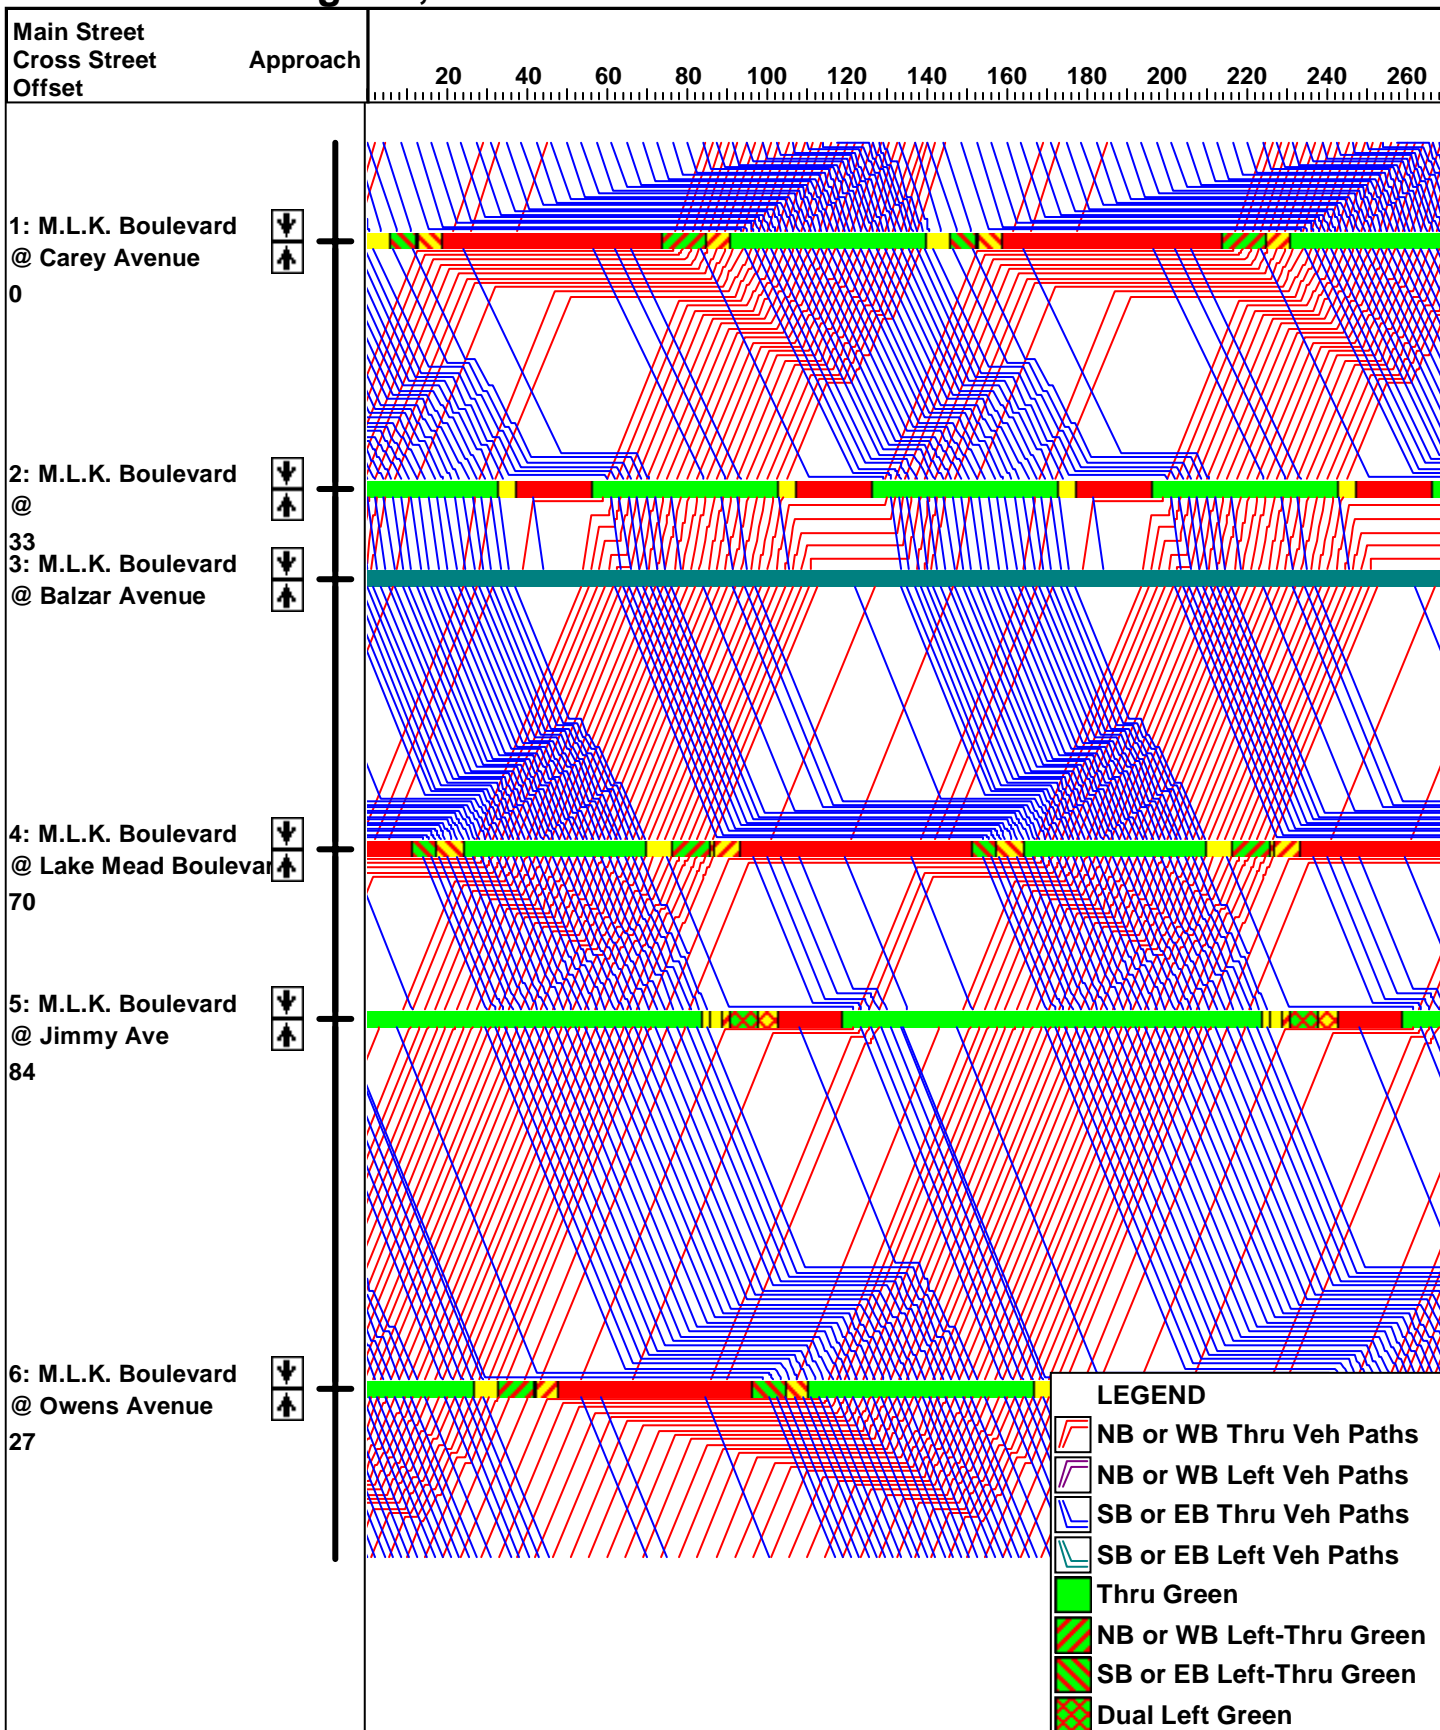 Main Street
Cross Street Approach
Offset
20 40 60 80 100 120 140 160 180 200 220 240 260
1: M.L.K. Boulevard
@ Carey Avenue
0
2: M.L.K. Boulevard
@
33
3: M.L.K. Boulevard
@ Balzar Avenue
4: M.L.K. Boulevard
@ Lake Mead Boulevar
70
5: M.L.K. Boulevard
@ Jimmy Ave
84
6: M.L.K. Boulevard
@ Owens Avenue
27
LEGEND
NB or WB Thru Veh Paths
NB or WB Left Veh Paths
SB or EB Thru Veh Paths
SB or EB Left Veh Paths
Thru Green
NB or WB Left-Thru Green
SB or EB Left-Thru Green
Dual Left Green